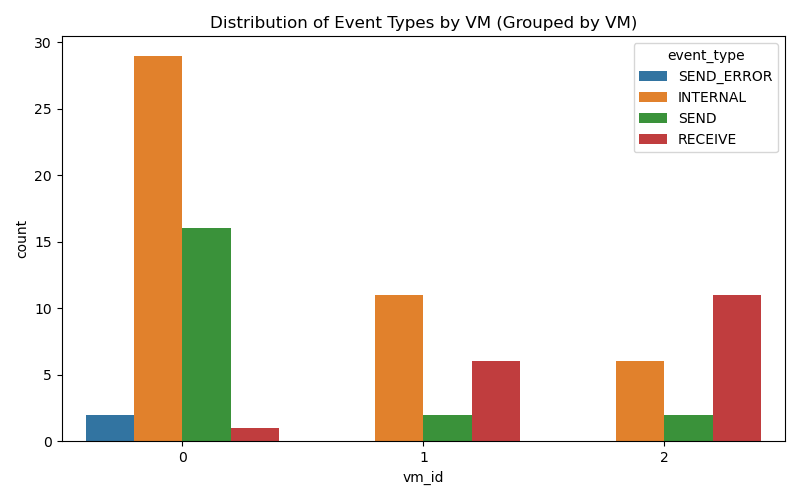 Distribution of Event Types by VM (Grouped by VM)
event_type
SEND_ERROR
INTERNAL
SEND
RECEIVE
count
30
25
20
15
10
5
0
0 1 2
vm_id